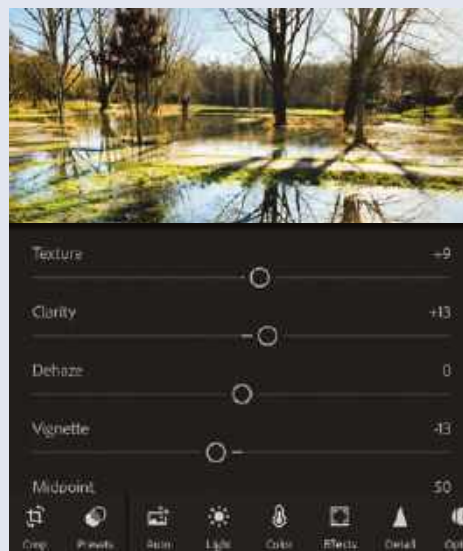 Texture +9
Clarity +13
Dehaze 0
Vignette -13
Midpoint 50
Crop Presets Auto Light Color Effects Detail